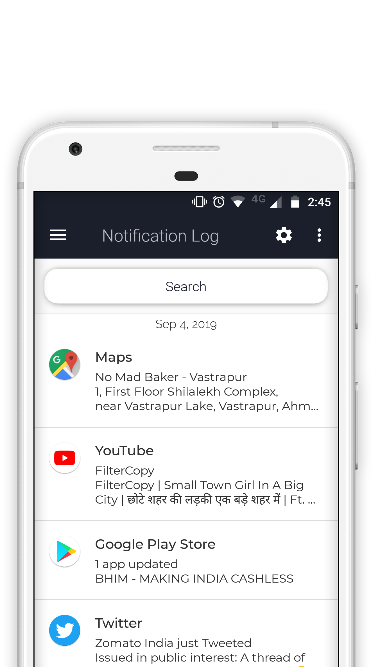 4G 2:45
Notification Log
Search
Sep 4, 2019
Maps
No Mad Baker - Vastrapur
1, First Floor Shilalekh Complex,
near Vastrapur Lake, Vastrapur, Ahm...
YouTube
FilterCopy
FilterCopy | Small Town Girl In A Big
City | छोटे शहर की लड़की एक बड़े शहर में | Ft. ...
Google Play Store
1 app updated
BHIM - MAKING INDIA CASHLESS
Twitter
Zomato India just Tweeted
Issued in public interest: A thread of